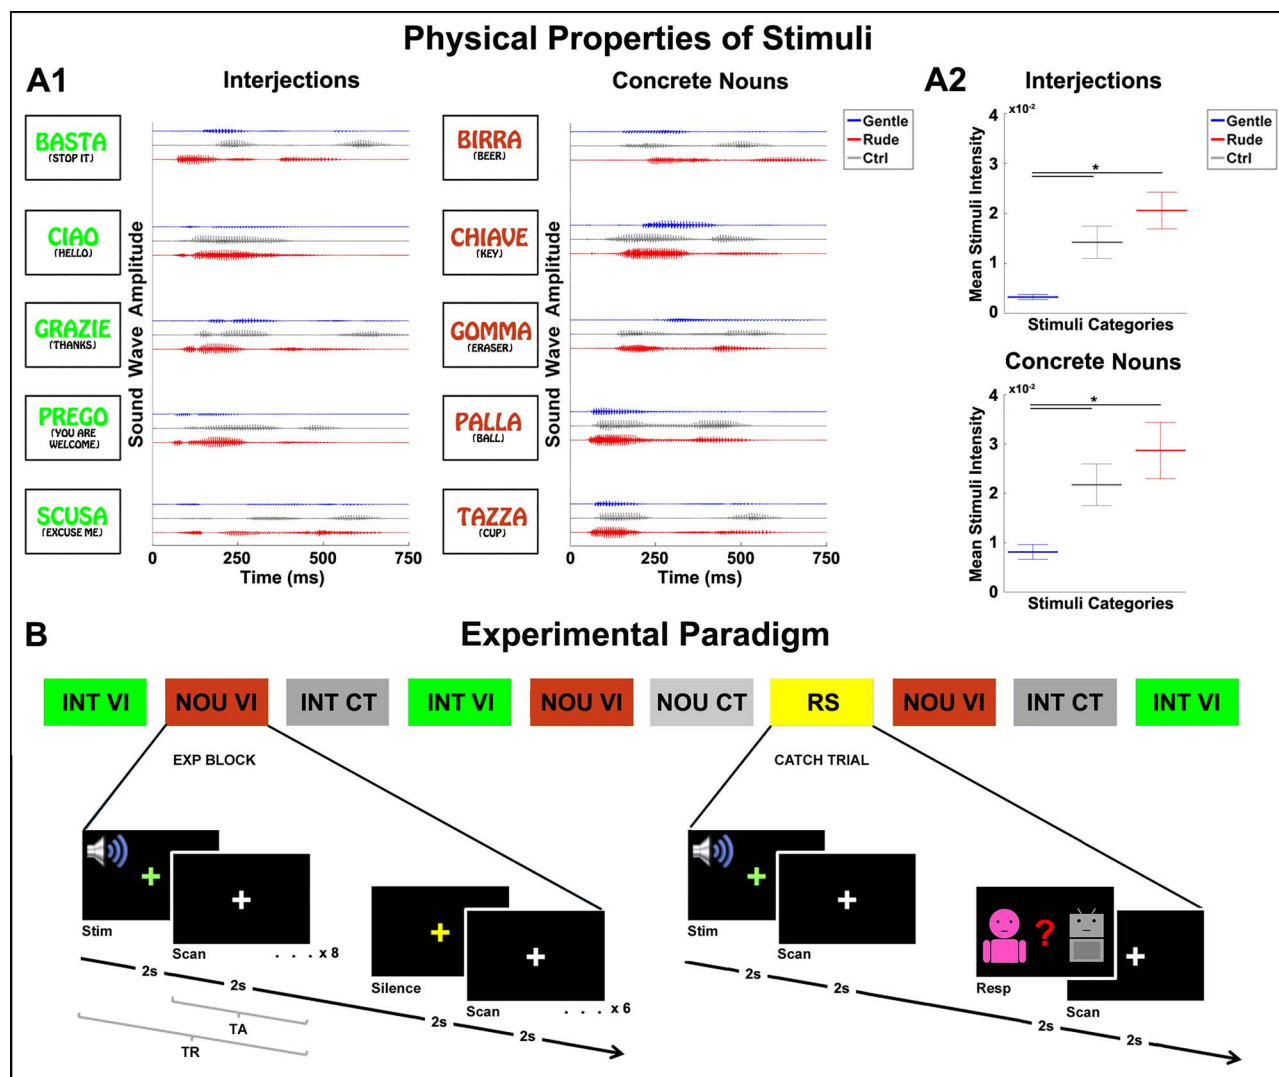 Physical Properties of Stimuli
A1
Interjections
Concrete Nouns
BASTA
(STOP IT)
CIAO
(HELLO)
GRAZIE
(THANKS)
PREGO
(YOU ARE
WELCOME)
SCUSA
(EXCUSE ME)
Sound Wave Amplitude
0 250 500 750
Time (ms)
BIRRA
(BEER)
CHIAVE
(KEY)
GOMMA
(ERASER)
PALLA
(BALL)
TAZZA
(CUP)
Sound Wave Amplitude
0 250 500 750
Time (ms)
Gentle
Rude
Ctrl
A2
Interjections
x10-2
4
3
2
1
0
Mean Stimuli Intensity
*
Stimuli Categories
Gentle
Rude
Ctrl
Concrete Nouns
x10-2
4
3
2
1
0
Mean Stimuli Intensity
*
Stimuli Categories
B
Experimental Paradigm
INT VI NOU VI INT CT INT VI NOU VI NOU CT RS NOU VI INT CT INT VI
EXP BLOCK
Stim
Scan
. . . x 8
Silence
Scan
. . . . x 6
2s
2s
2s
2s
TA
TR
CATCH TRIAL
Stim
Scan
?
Resp
Scan
2s
2s
2s
2s